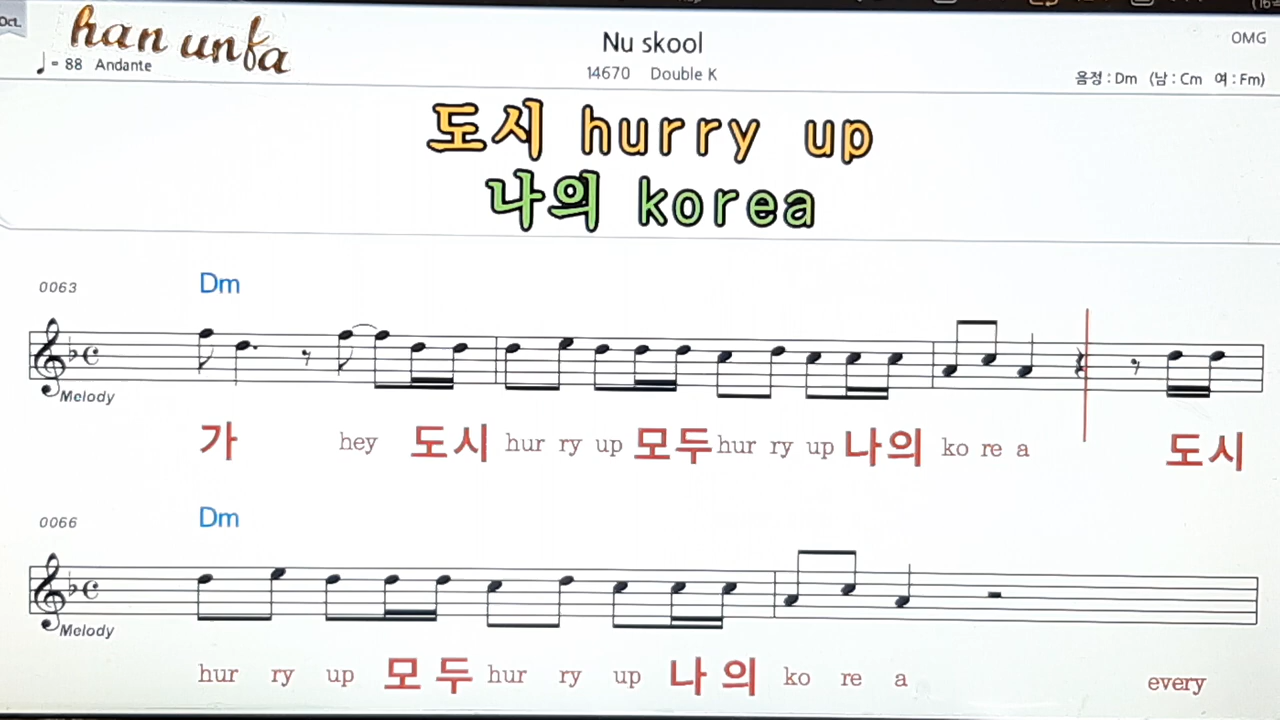 Oct.
han unfa
♩= 88 Andante
Nu skool
14670 Double K
OMG
음정 : Dm (남 : Cm 여 : Fm)
도시 hurry up
나의 korea
0063
Dm
Melody
가 hey 도시 hur ry up 모두 hur ry up 나의 ko re a 도시
0066
Dm
Melody
hur ry up 모두 hur ry up 나의 ko re a every